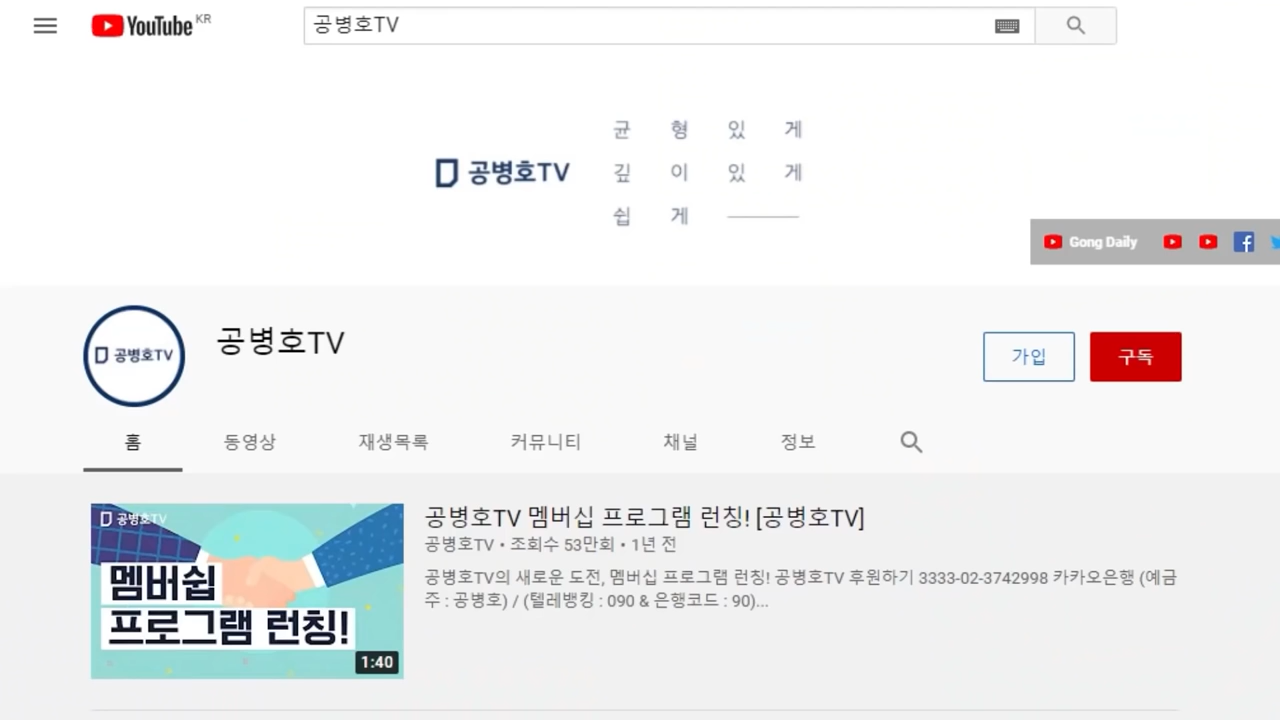 YouTube KR
공병호TV
균 형 있 게
공병호TV
깊 이 있 게
쉽 게
Gong Daily
공병호TV
공병호TV
가입
구독
홈
동영상
재생목록
커뮤니티
채널
정보
공병호TV
멤버쉽
프로그램 런칭!
1:40
공병호TV 멤버십 프로그램 런칭! [공병호TV]
공병호TV • 조회수 53만회 • 1년 전
공병호TV의 새로운 도전, 멤버십 프로그램 런칭! 공병호TV 후원하기 3333-02-3742998 카카오은행 (예금
주 : 공병호) / (텔레뱅킹 : 090 & 은행코드 : 90)...